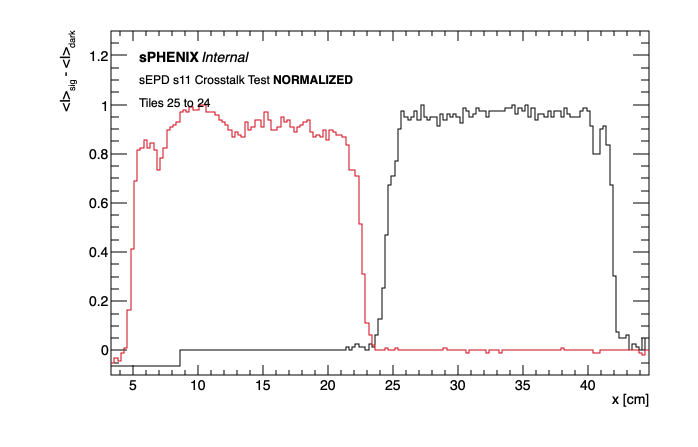 <I>sig - <I>dark
1.2
sPHENIX Internal
sEPD s11 Crosstalk Test NORMALIZED
Tiles 25 to 24
1
0.8
0.6
0.4
0.2
0
5 10 15 20 25 30 35 40
x [cm]